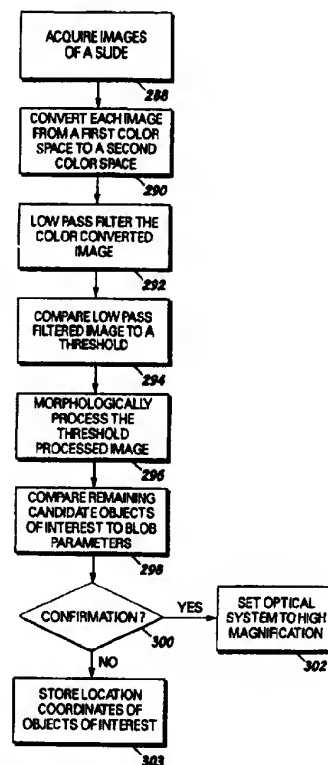 ACQUIRE IMAGES
OF A SLIDE
288
CONVERT EACH IMAGE
FROM A FIRST COLOR
SPACE TO A SECOND
COLOR SPACE
290
LOW PASS FILTER THE
COLOR CONVERTED
IMAGE
292
COMPARE LOW PASS
FILTERED IMAGE TO A
THRESHOLD
294
MORPHOLOGICALLY
PROCESS THE
THRESHOLD
PROCESSED IMAGE
296
COMPARE REMAINING
CANDIDATE OBJECTS OF
INTEREST TO BLOB
PARAMETERS
298
CONFIRMATION ?
300
YES
SET OPTICAL
SYSTEM TO HIGH
MAGNIFICATION
302
NO
STORE LOCATION
COORDINATES OF
OBJECTS OF INTEREST
303